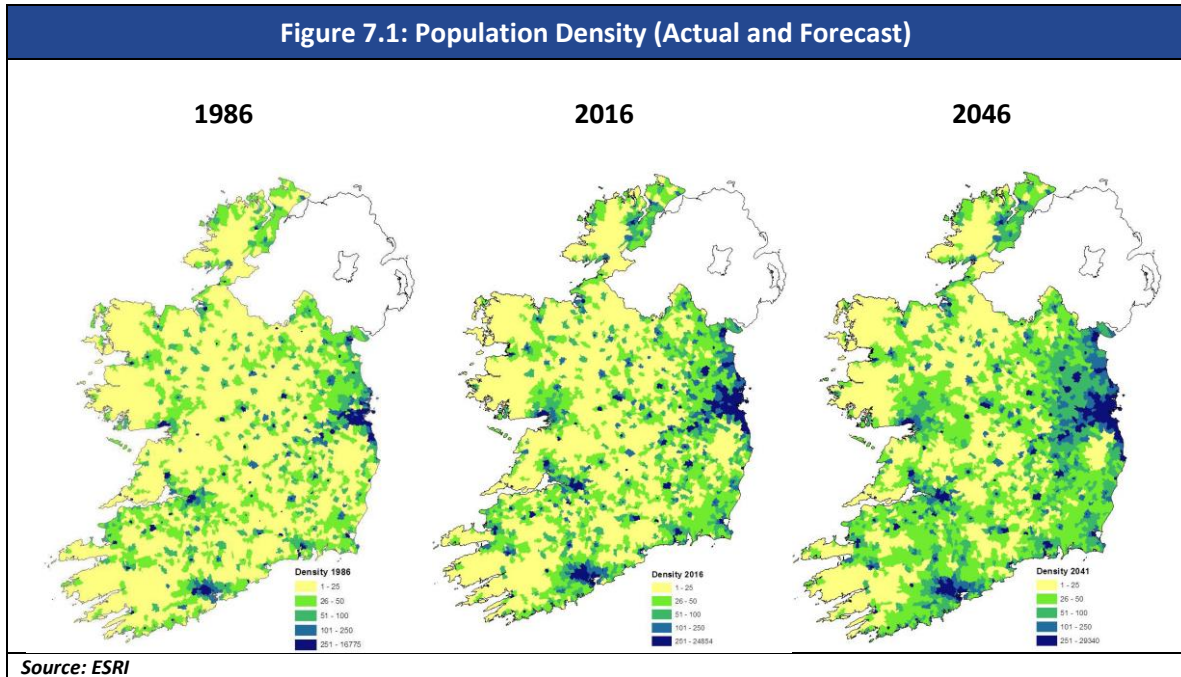 Figure 7.1: Population Density (Actual and Forecast)
1986
2016
2046
Density 1986
1 - 25
26 - 50
51 - 100
101 - 250
251 - 16775
Density 2016
1 - 25
26 - 50
51 - 100
101 - 250
251 - 24854
Density 2041
1 - 25
26 - 50
51 - 100
101 - 250
251 - 29340
Source: ESRI